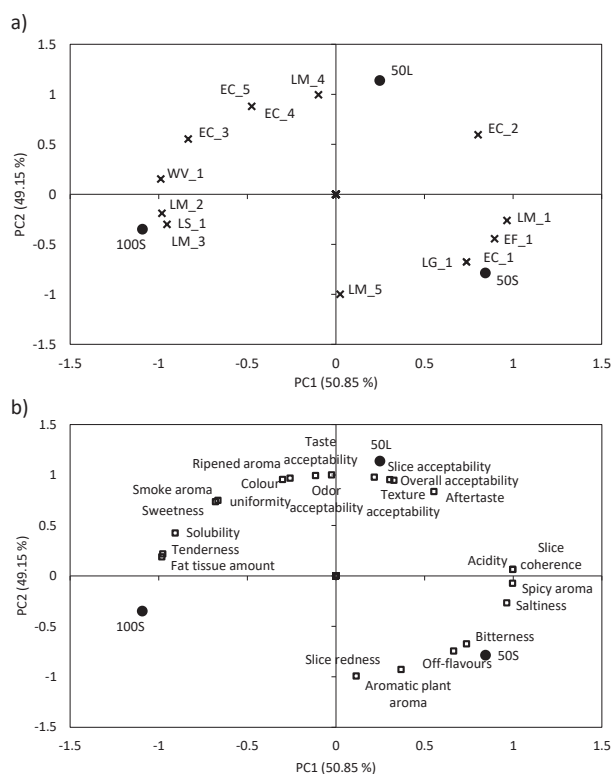 a)
1.5
50L
LM_4
EC_5
1
EC_4
EC_2
EC_3
0.5
WV_1
PC2 (49.15 %)
0
LM_2
LM_1
LS_1
EF_1
-0.5
LM_3
100S
EC_1
LG_1
50S
LM_5
-1
-1.5
-1.5 -1 -0.5 0 0.5 1 1.5
PC1 (50.85 %)
b)
1.5
50L
Taste
acceptability
Slice acceptability
Ripened aroma
Overall acceptability
1
Colour
uniformity
Odor
acceptability
Texture
acceptability
Aftertaste
Smoke aroma
Sweetness
0.5
Solubility
Tenderness
Fat tissue amount
Acidity
Slice
coherence
PC2 (49.15 %)
0
Spicy aroma
Saltiness
100S
-0.5
Bitterness
Slice redness
Off-flavours
50S
Aromatic plant
aroma
-1
-1.5
-1.5 -1 -0.5 0 0.5 1 1.5
PC1 (50.85 %)